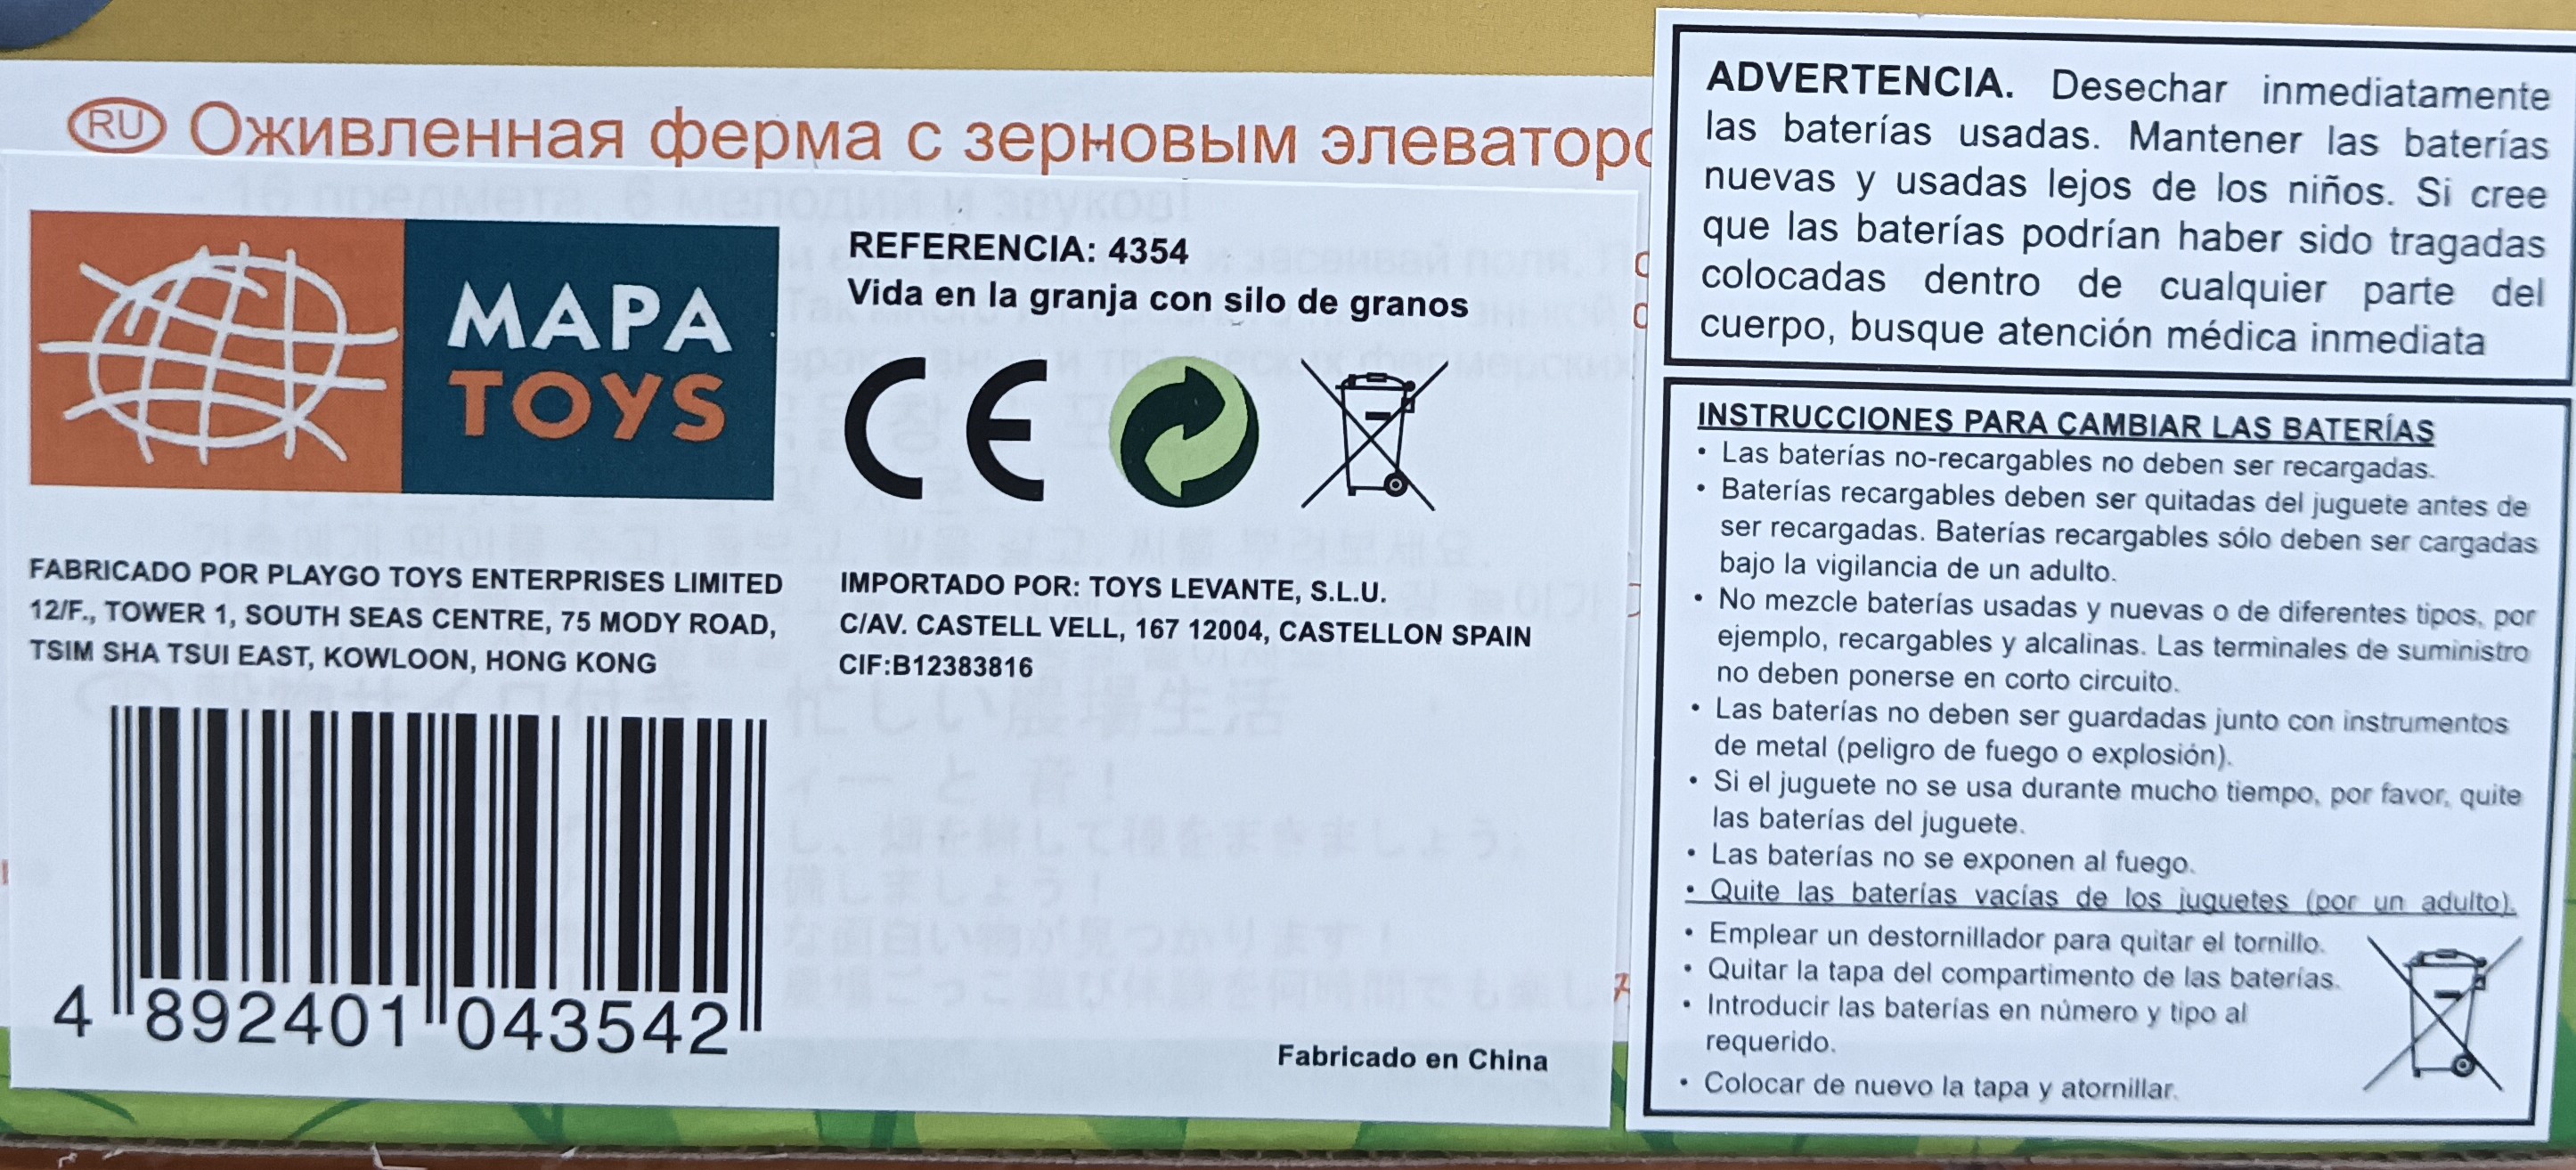 RU Оживленная ферма с зерновым элеватор
MAPA
TOYS
REFERENCIA: 4354
Vida en la granja con silo de granos
CE
FABRICADO POR PLAYGO TOYS ENTERPRISES LIMITED
12/F., TOWER 1, SOUTH SEAS CENTRE, 75 MODY ROAD,
TSIM SHA TSUI EAST, KOWLOON, HONG KONG
IMPORTADO POR: TOYS LEVANTE, S.L.U.
C/AV. CASTELL VELL, 167 12004, CASTELLON SPAIN
CIF:B12383816
4 892401 043542
Fabricado en China
ADVERTENCIA. Desechar inmediatamente
las baterías usadas. Mantener las baterías
nuevas y usadas lejos de los niños. Si cree
que las baterías podrían haber sido tragadas
colocadas dentro de cualquier parte del
cuerpo, busque atención médica inmediata
INSTRUCCIONES PARA CAMBIAR LAS BATERÍAS
• Las baterías no-recargables no deben ser recargadas.
• Baterías recargables deben ser quitadas del juguete antes de
ser recargadas. Baterías recargables sólo deben ser cargadas
bajo la vigilancia de un adulto.
• No mezcle baterías usadas y nuevas o de diferentes tipos, por
ejemplo, recargables y alcalinas. Las terminales de suministro
no deben ponerse en corto circuito.
• Las baterías no deben ser guardadas junto con instrumentos
de metal (peligro de fuego o explosión).
• Si el juguete no se usa durante mucho tiempo, por favor, quite
las baterías del juguete.
• Las baterías no se exponen al fuego.
• Quite las baterías vacías de los juguetes (por un adulto).
• Emplear un destornillador para quitar el tornillo.
• Quitar la tapa del compartimento de las baterías.
• Introducir las baterías en número y tipo al
requerido.
• Colocar de nuevo la tapa y atornillar.